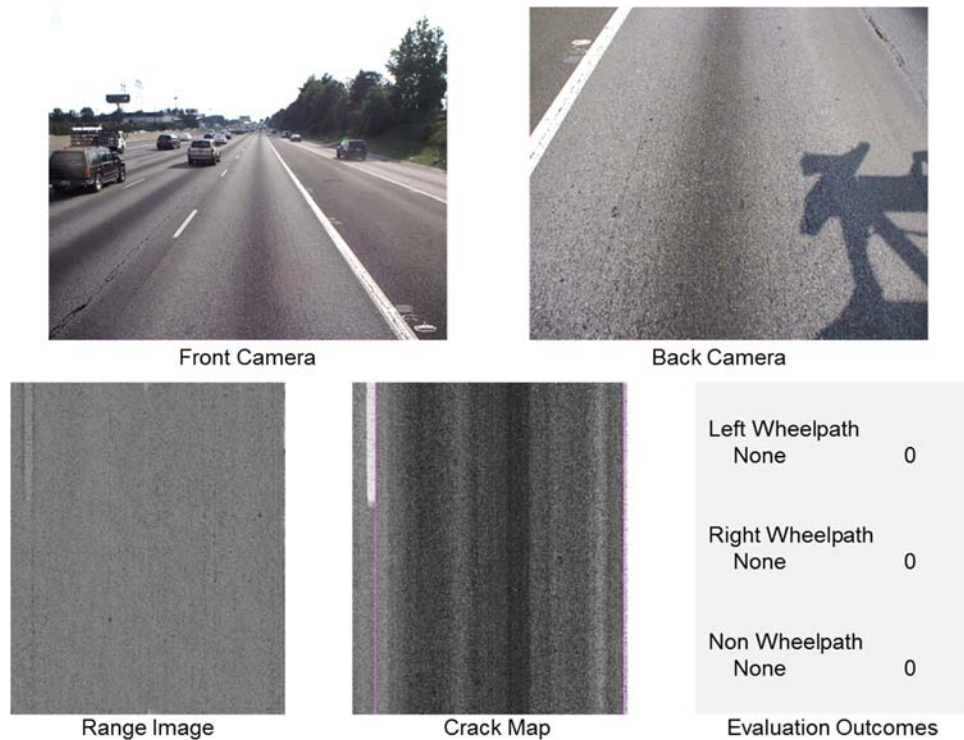 Front Camera
Back Camera
Left Wheelpath
None 0
Right Wheelpath
None 0
Non Wheelpath
None 0
Range Image
Crack Map
Evaluation Outcomes